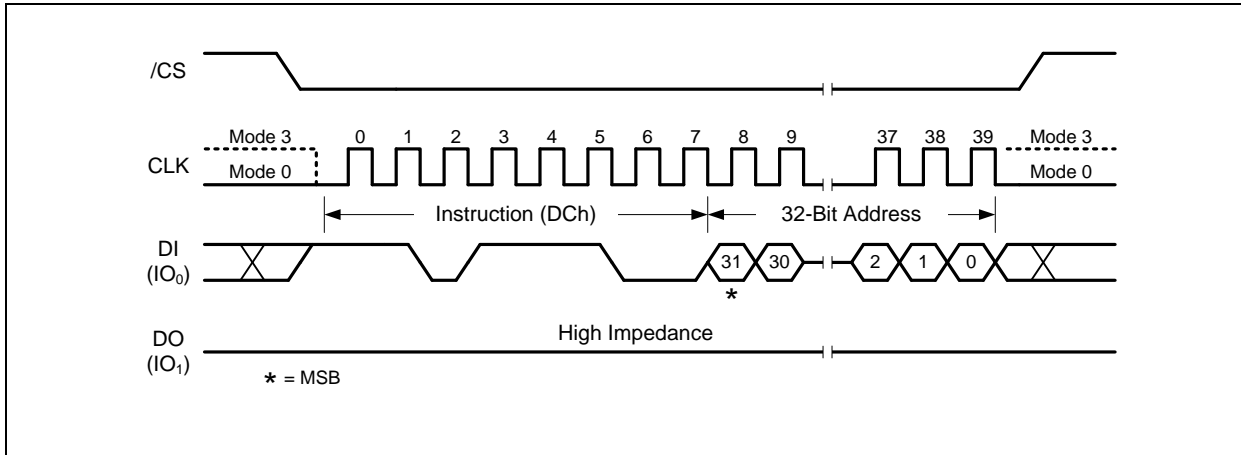 /CS
Mode 3 0 1 2 3 4 5 6 7 8 9 37 38 39 Mode 3
CLK Mode 0 Mode 0
Instruction (DCh) 32-Bit Address
DI
(IO₀)
31 30 2 1 0
*
High Impedance
DO
(IO₁)
* = MSB